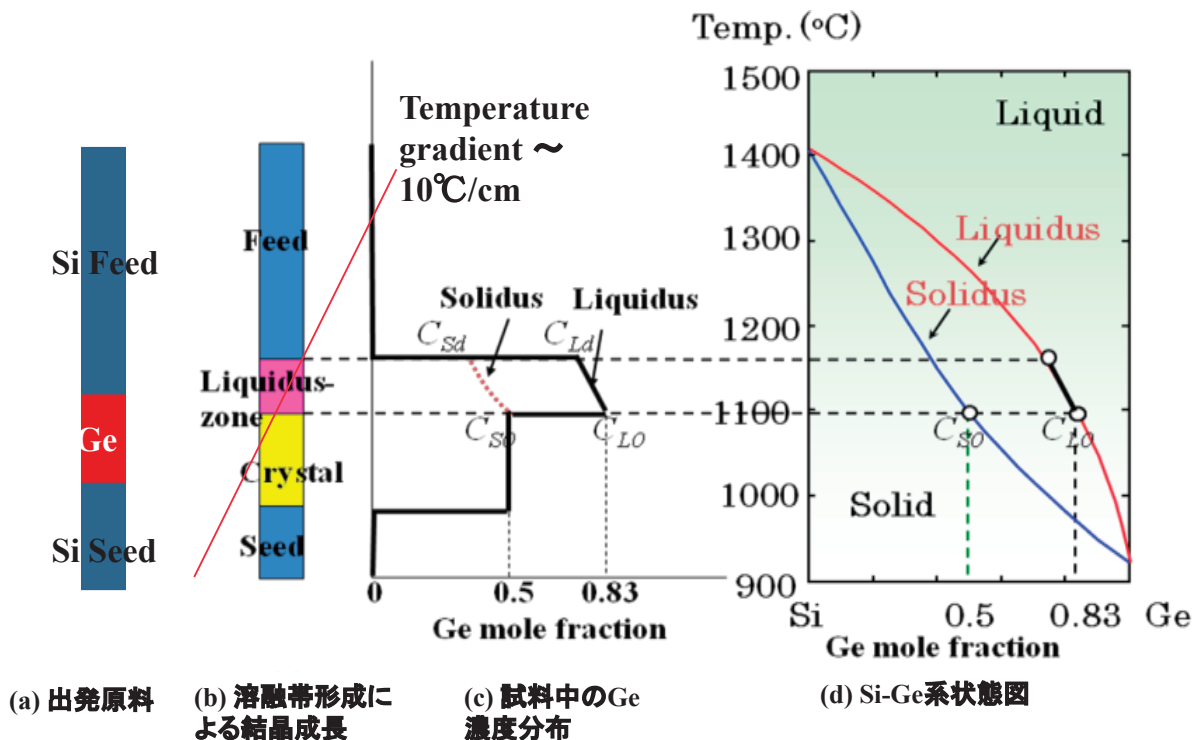 Temp. (°C)
1500
1400
1300
1200
1100
1000
900
Liquid
Liquidus
Solidus
C_SO
C_LO
Solid
Si
0.5
0.83
Ge
Ge mole fraction
Temperature
gradient ～
10℃/cm
Si Feed
Ge
Si Seed
Feed
Liquidus-
zone
Crystal
Seed
Solidus
Liquidus
C_Sd
C_Ld
C_SO
C_LO
0
0.5
0.83
Ge mole fraction
(a) 出発原料
(b) 溶融帯形成に
よる結晶成長
(c) 試料中のGe
濃度分布
(d) Si-Ge系状態図